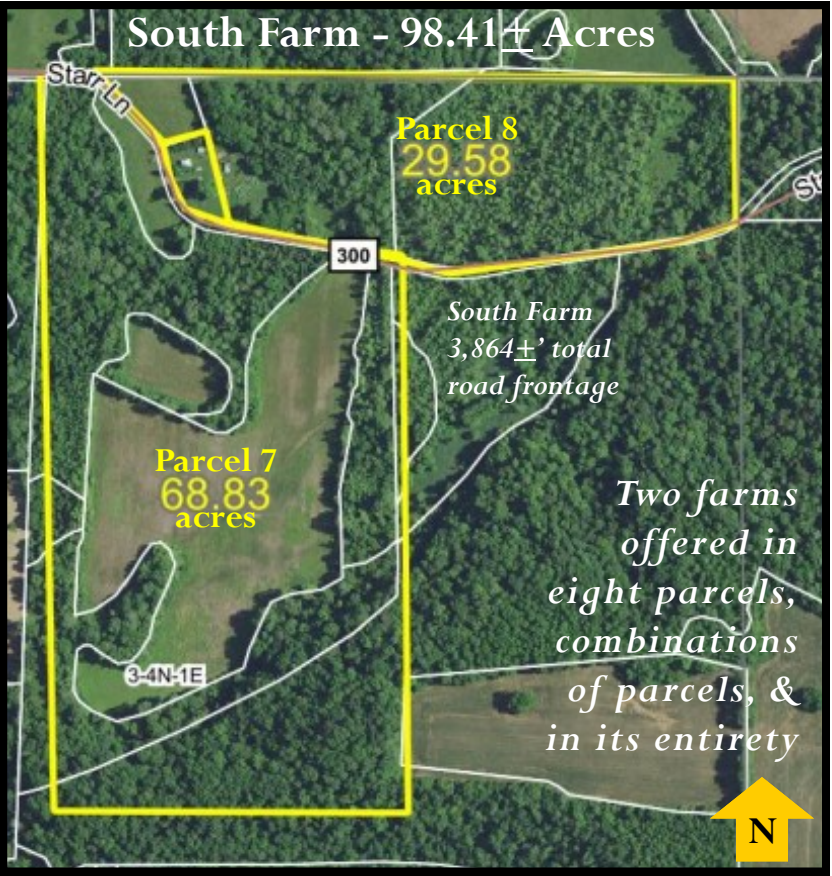 South Farm - 98.41± Acres
Starr Ln
Parcel 8
29.58
acres
St
300
South Farm
3,864±' total
road frontage
Parcel 7
68.83
acres
Two farms
offered in
eight parcels,
combinations
of parcels, &
in its entirety
3-4N-1E
N